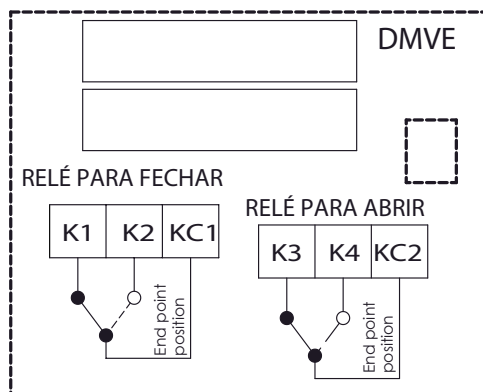 DMVE
RELÉ PARA FECHAR
K1 K2 KC1
End point
position
RELÉ PARA ABRIR
K3 K4 KC2
End point
position